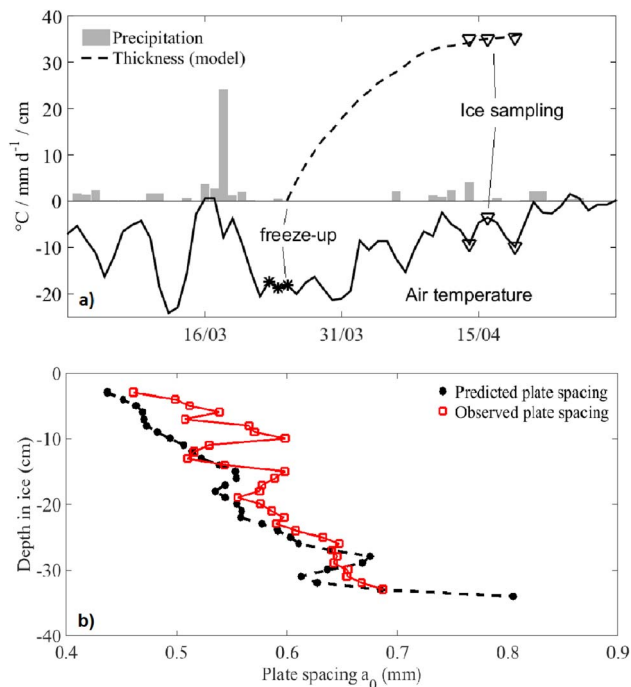 40
Precipitation
Thickness (model)
30
20
Ice sampling
10
0
°C / mm d⁻¹ / cm
freeze-up
-10
-20
a)
Air temperature
16/03 31/03 15/04
0
Predicted plate spacing
Observed plate spacing
-10
-20
Depth in ice (cm)
-30
b)
-40
0.4 0.5 0.6 0.7 0.8 0.9
Plate spacing a₀ (mm)